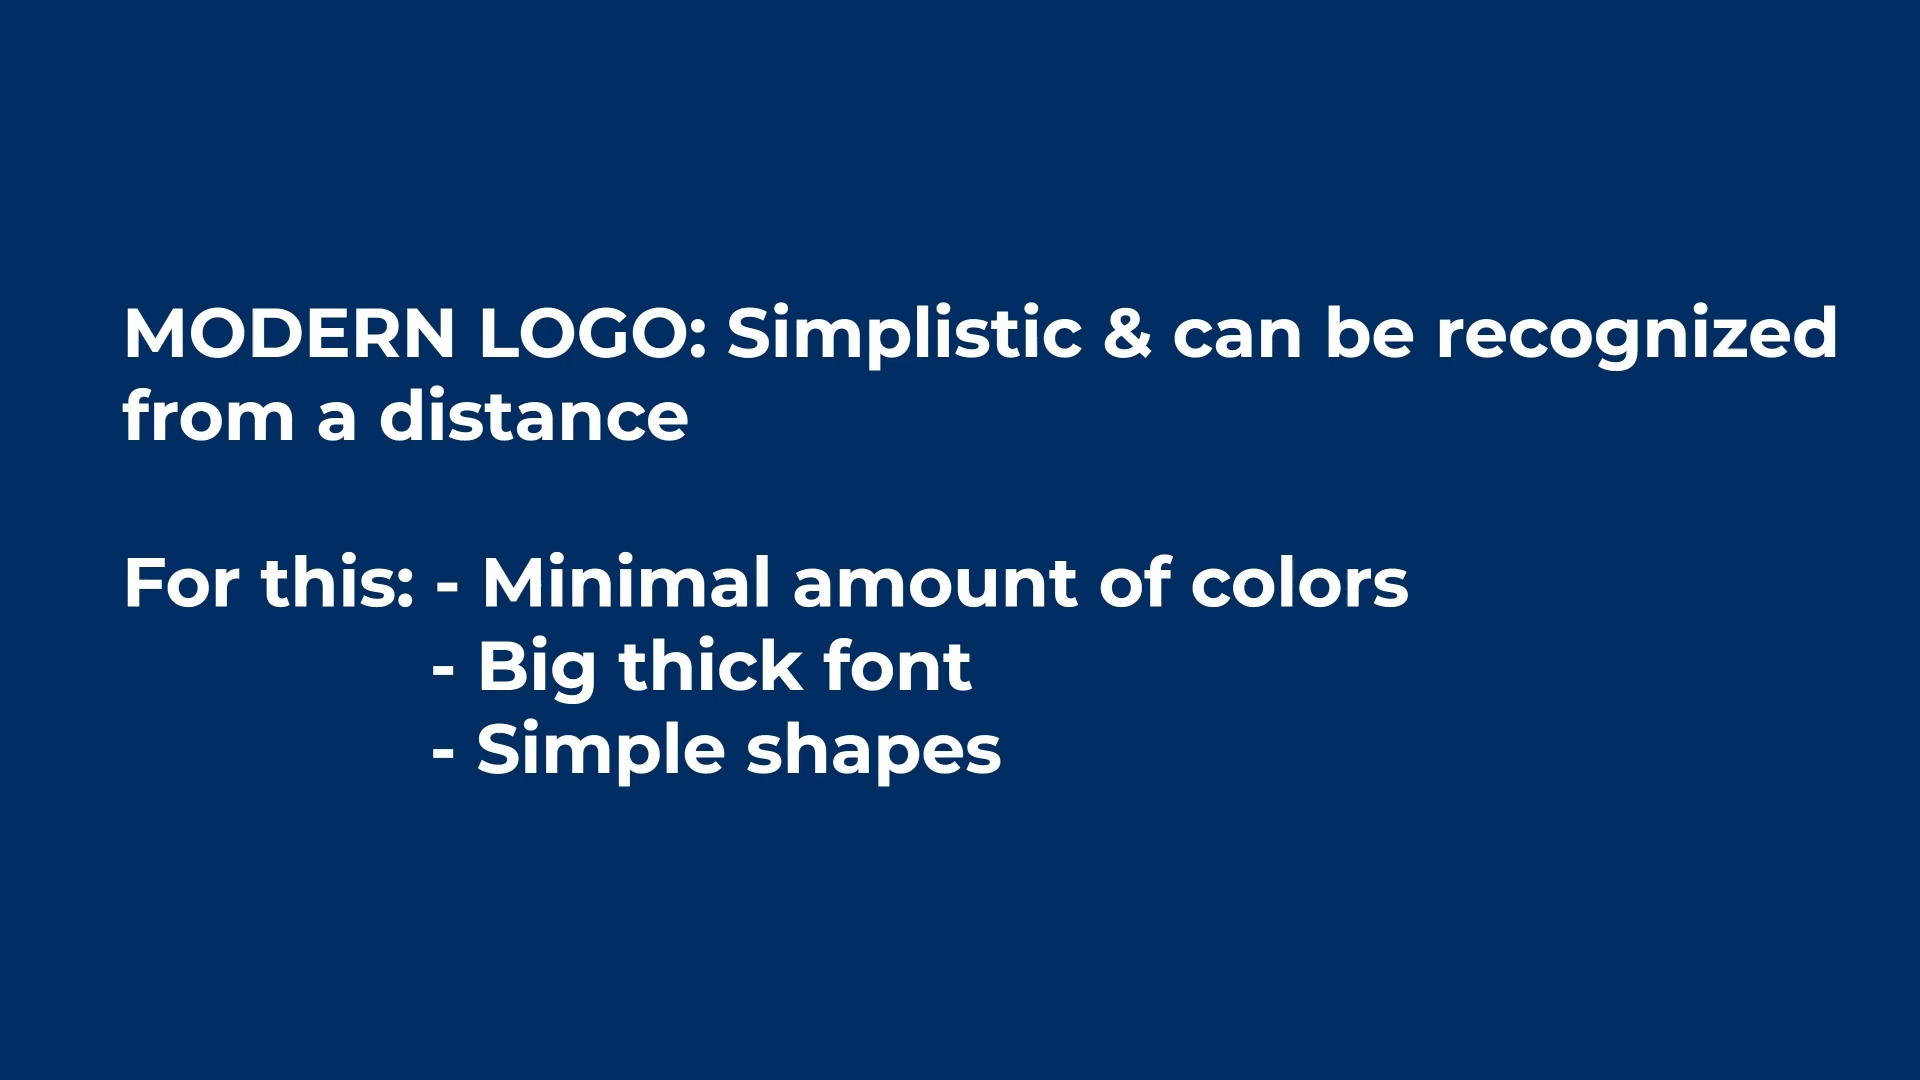 MODERN LOGO: Simplistic & can be recognized
from a distance
For this: - Minimal amount of colors
- Big thick font
- Simple shapes